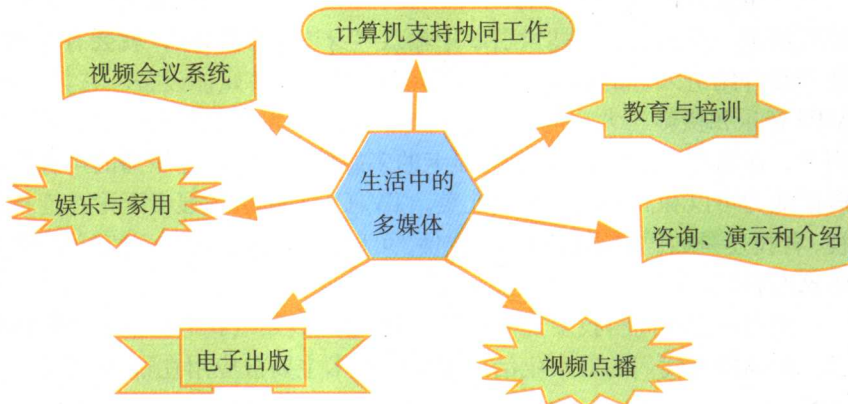 计算机支持协同工作
视频会议系统
教育与培训
生活中的
多媒体
娱乐与家用
咨询、演示和介绍
电子出版
视频点播